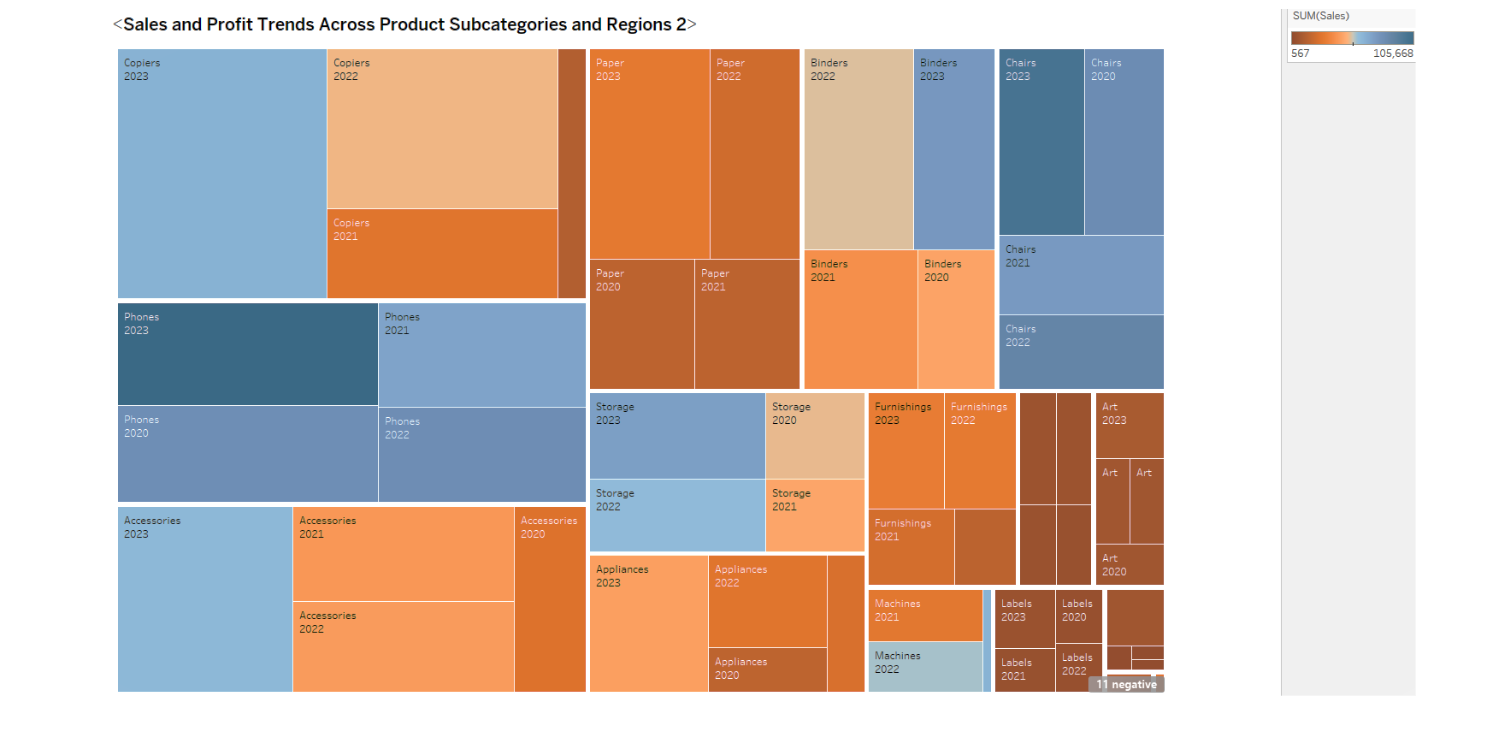 <Sales and Profit Trends Across Product Subcategories and Regions 2>
SUM(Sales)
567 105,668
Copiers
2023
Copiers
2022
Copiers
2021
Phones
2023
Phones
2021
Phones
2020
Phones
2022
Accessories
2023
Accessories
2021
Accessories
2022
Accessories
2020
Paper
2023
Paper
2022
Paper
2020
Paper
2021
Binders
2022
Binders
2023
Binders
2021
Binders
2020
Chairs
2023
Chairs
2020
Chairs
2021
Chairs
2022
Storage
2023
Storage
2020
Storage
2022
Storage
2021
Appliances
2023
Appliances
2022
Appliances
2020
Furnishings
2023
Furnishings
2022
Furnishings
2021
Art
2023
Art
Art
Art
2020
Machines
2021
Machines
2022
Labels
2023
Labels
2020
Labels
2021
Labels
2022
11 negative